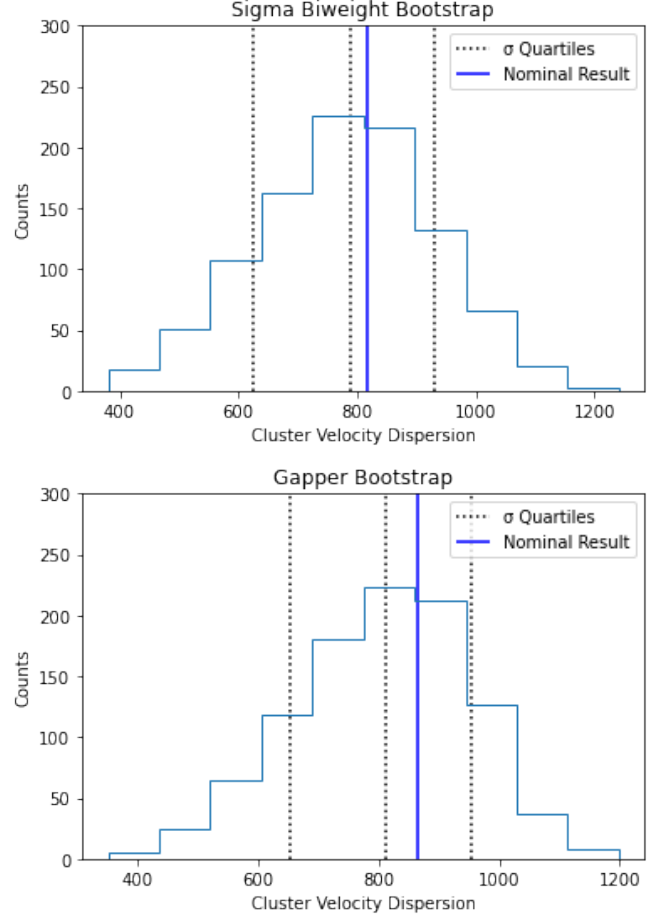 Sigma Biweight Bootstrap
300
250
200
150
100
50
0
Counts
σ Quartiles
Nominal Result
400 600 800 1000 1200
Cluster Velocity Dispersion
Gapper Bootstrap
300
250
200
150
100
50
0
Counts
σ Quartiles
Nominal Result
400 600 800 1000 1200
Cluster Velocity Dispersion